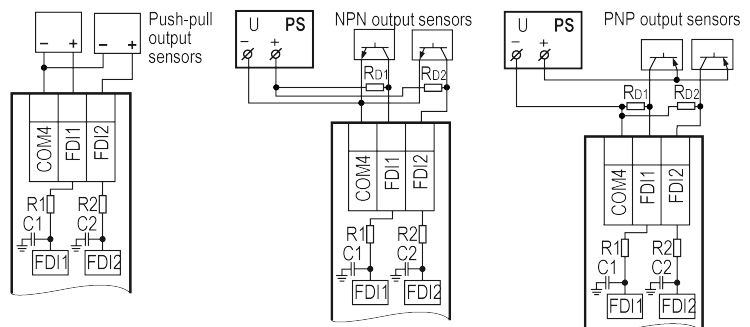 Push-pull
output
sensors
− +
− +
COM4
FDI1
FDI2
R1
R2
C1
C2
FDI1
FDI2
U PS
− +
NPN output sensors
RD1
RD2
COM4
FDI1
FDI2
R1
R2
C1
C2
FDI1
FDI2
U PS
− +
PNP output sensors
RD1
RD2
COM4
FDI1
FDI2
R1
R2
C1
C2
FDI1
FDI2